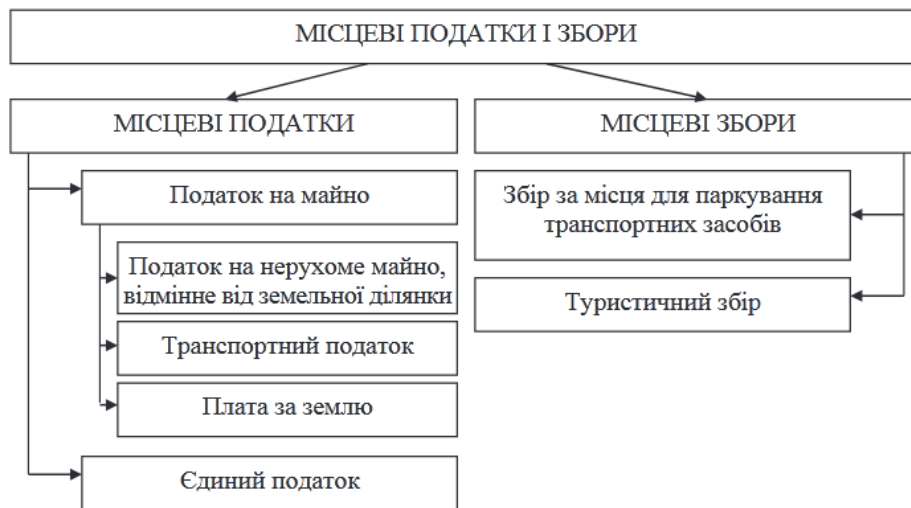 МІСЦЕВІ ПОДАТКИ І ЗБОРИ
МІСЦЕВІ ПОДАТКИ
Податок на майно
Податок на нерухоме майно,
відмінне від земельної ділянки
Транспортний податок
Плата за землю
Єдиний податок
МІСЦЕВІ ЗБОРИ
Збір за місця для паркування
транспортних засобів
Туристичний збір